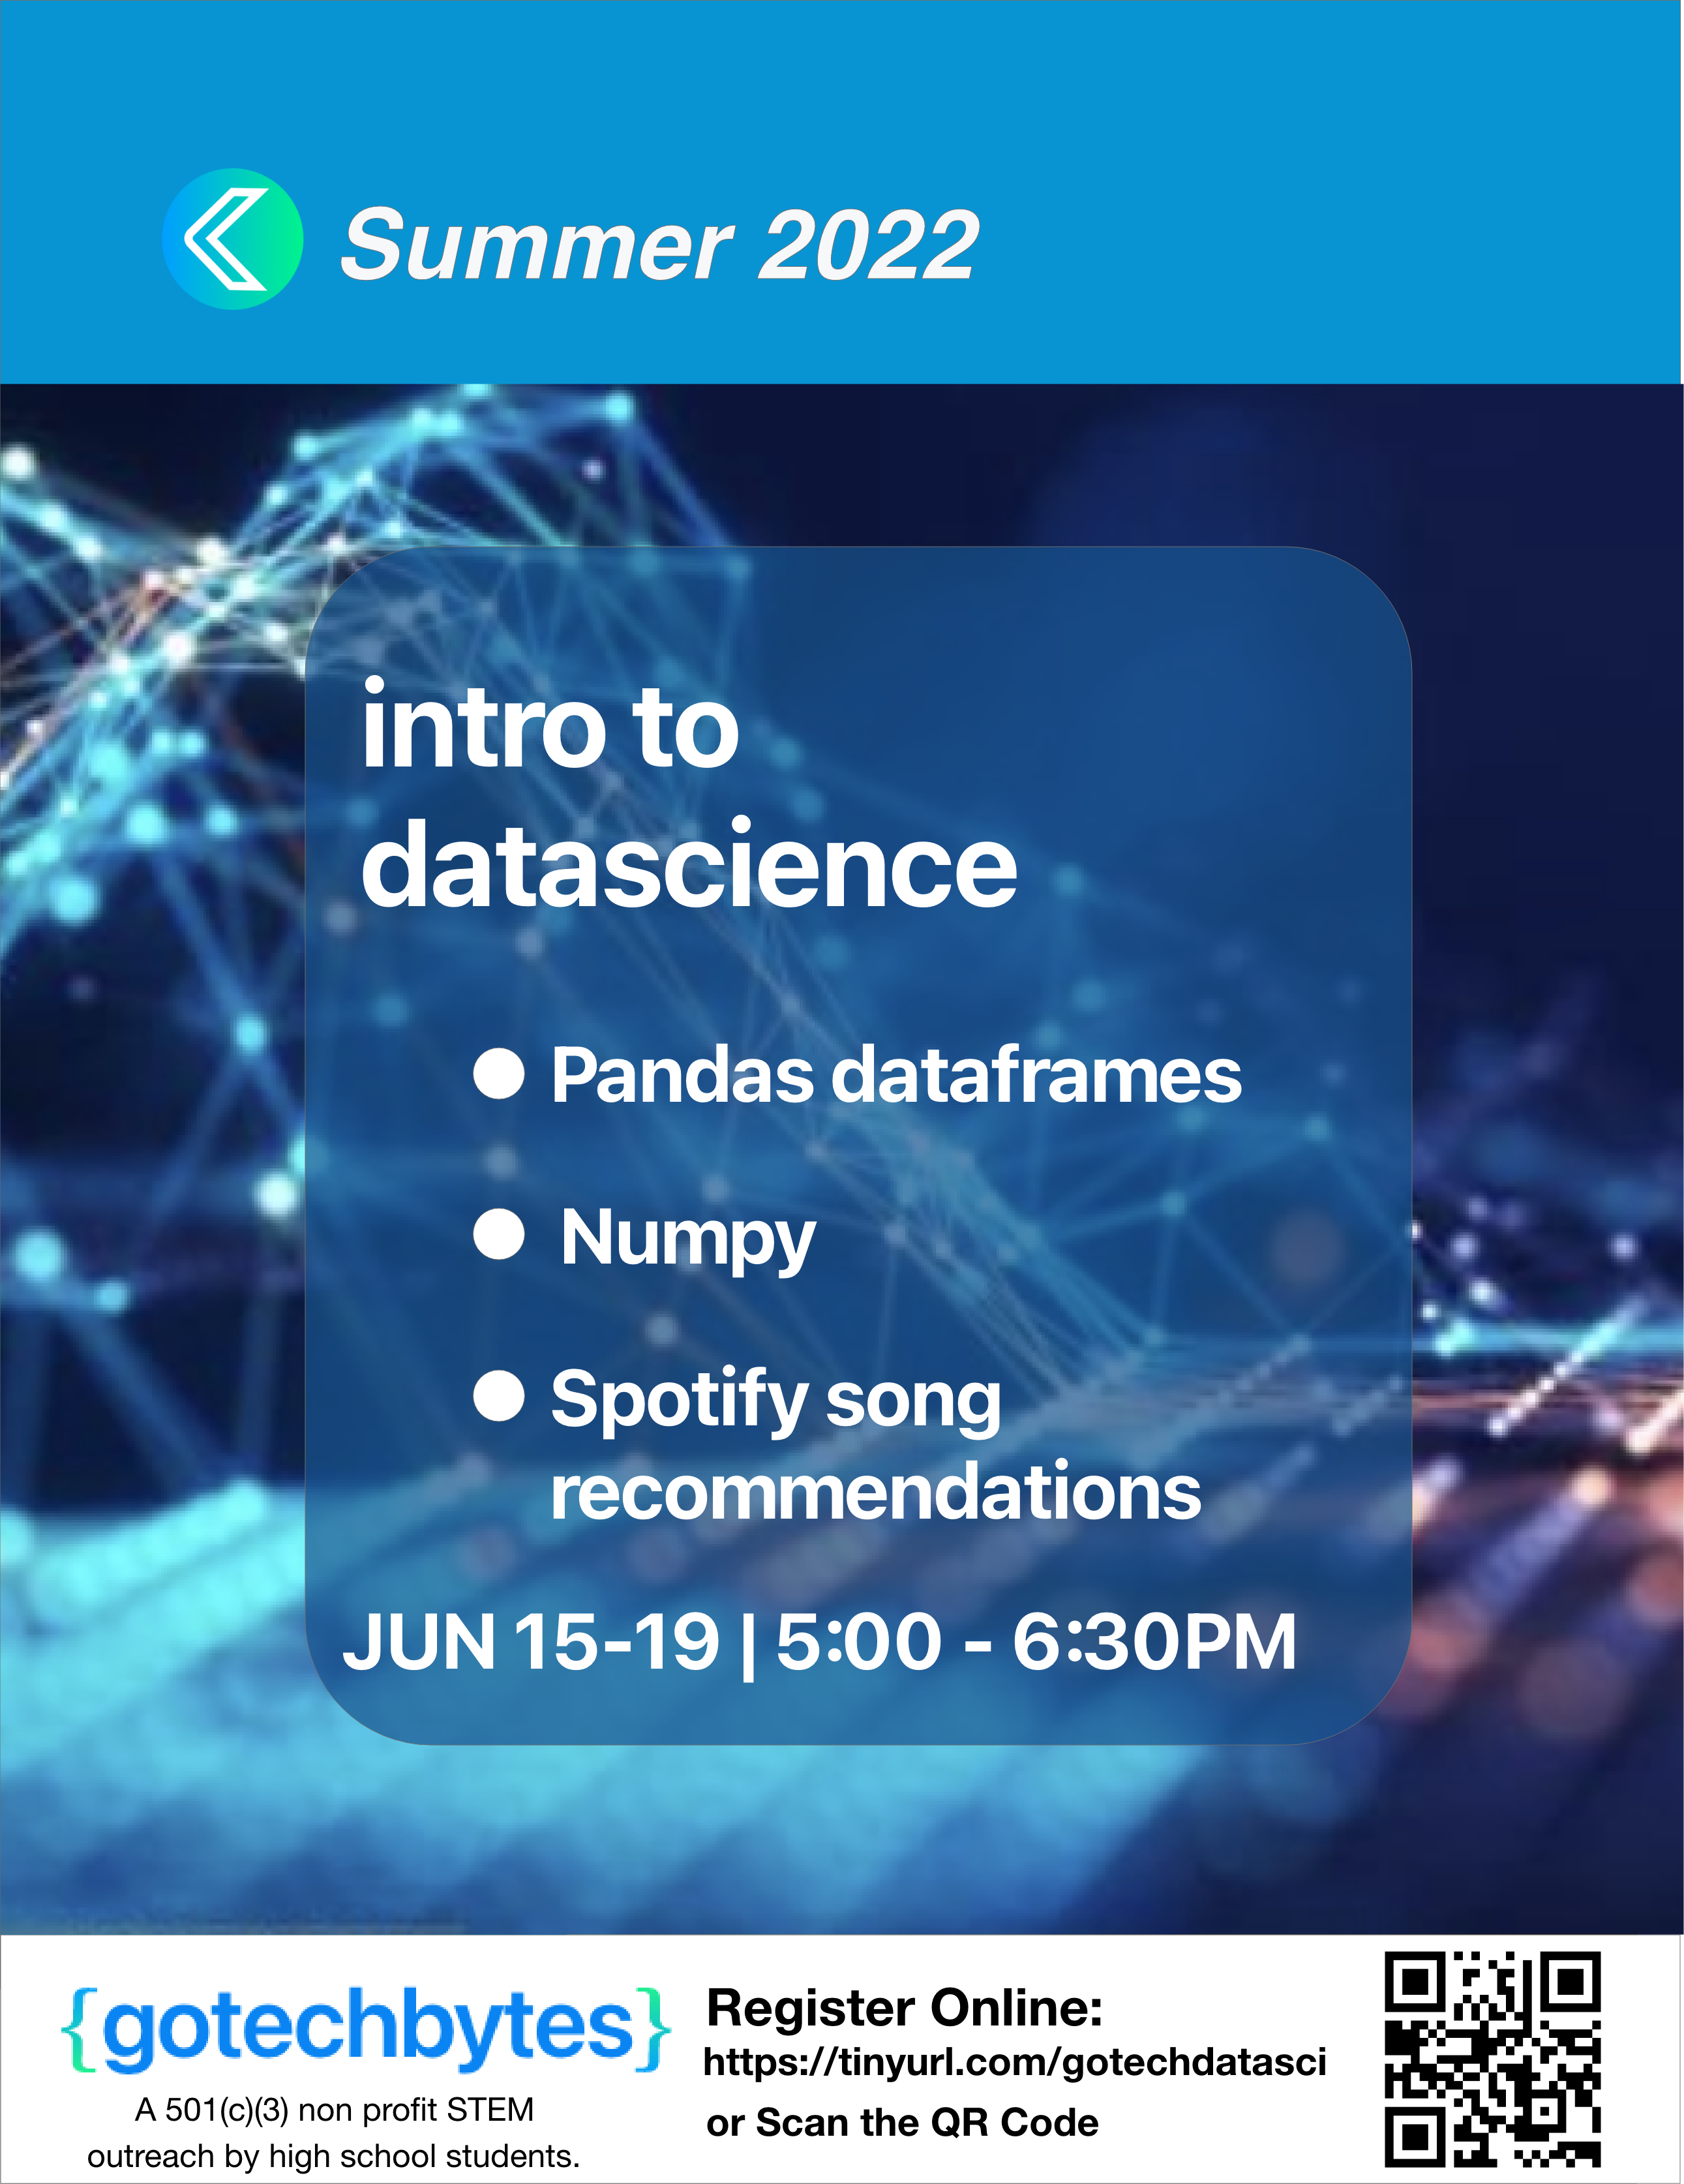 Summer 2022
intro to
datascience
Pandas dataframes
Numpy
Spotify song
recommendations
JUN 15-19 | 5:00 - 6:30PM
{gotechbytes}
A 501(c)(3) non profit STEM
outreach by high school students.
Register Online:
https://tinyurl.com/gotechdatasci
or Scan the QR Code